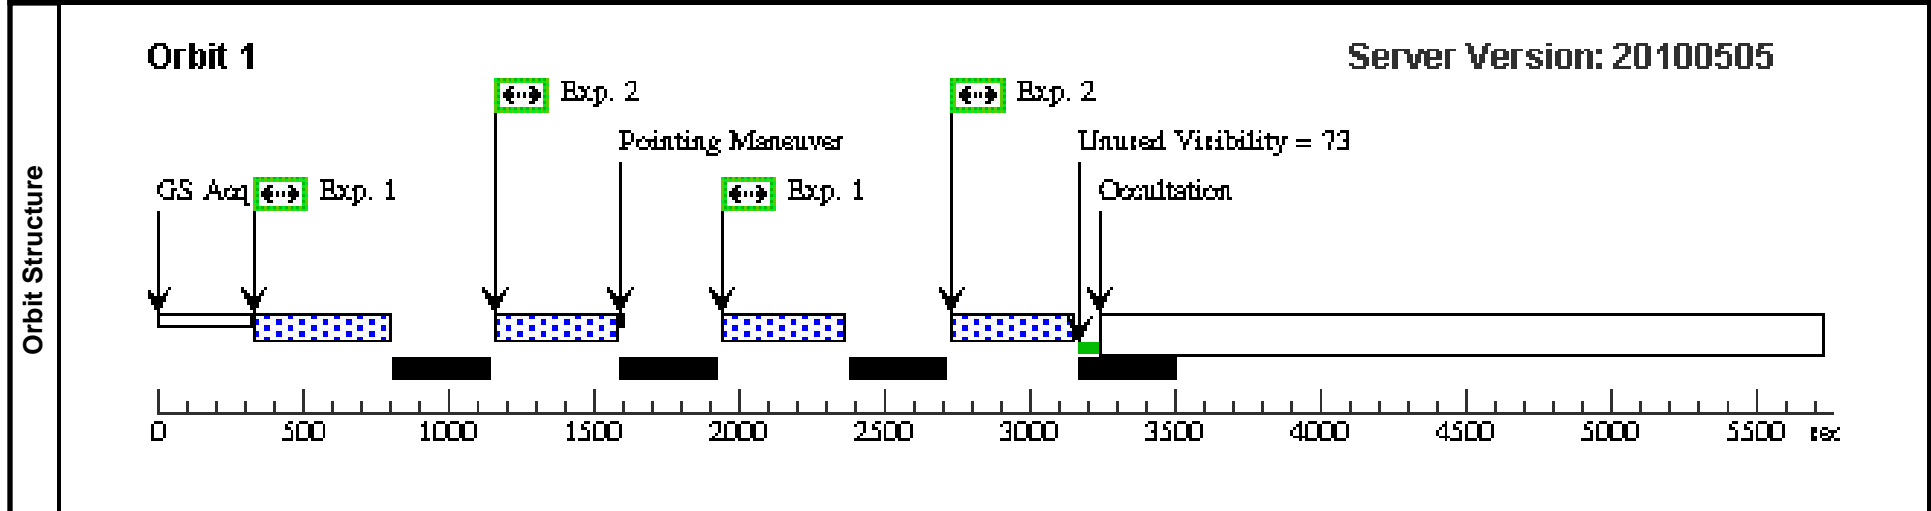 Orbit Structure
Orbit 1
Server Version: 20100505
Exp. 2
Exp. 2
Pointing Maneuver
Unused Visibility = 73
GS Acq
Exp. 1
Exp. 1
Occultation
0 500 1000 1500 2000 2500 3000 3500 4000 4500 5000 5500 sec